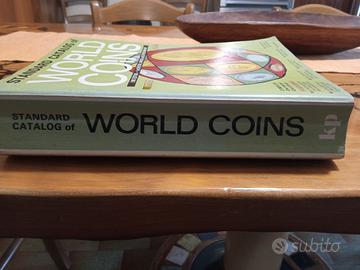 STANDARD CATALOG of
WORLD
COINS
STANDARD
CATALOG of
WORLD COINS
kp
subito